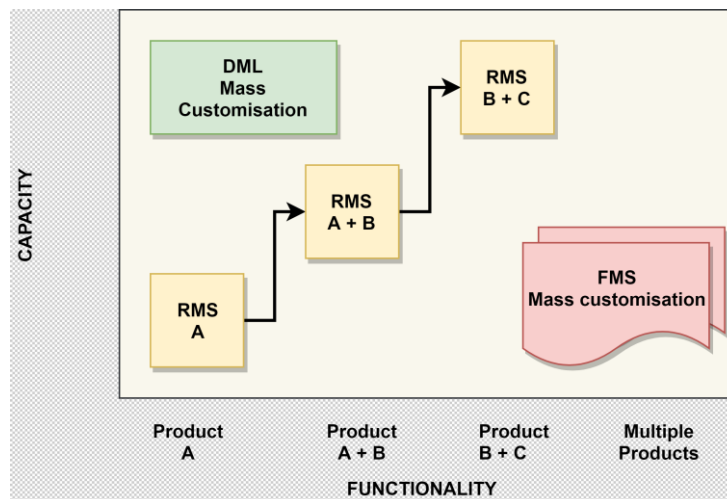 DML
Mass
Customisation
RMS
B + C
RMS
A + B
RMS
A
FMS
Mass customisation
CAPACITY
Product
A
Product
A + B
Product
B + C
Multiple
Products
FUNCTIONALITY